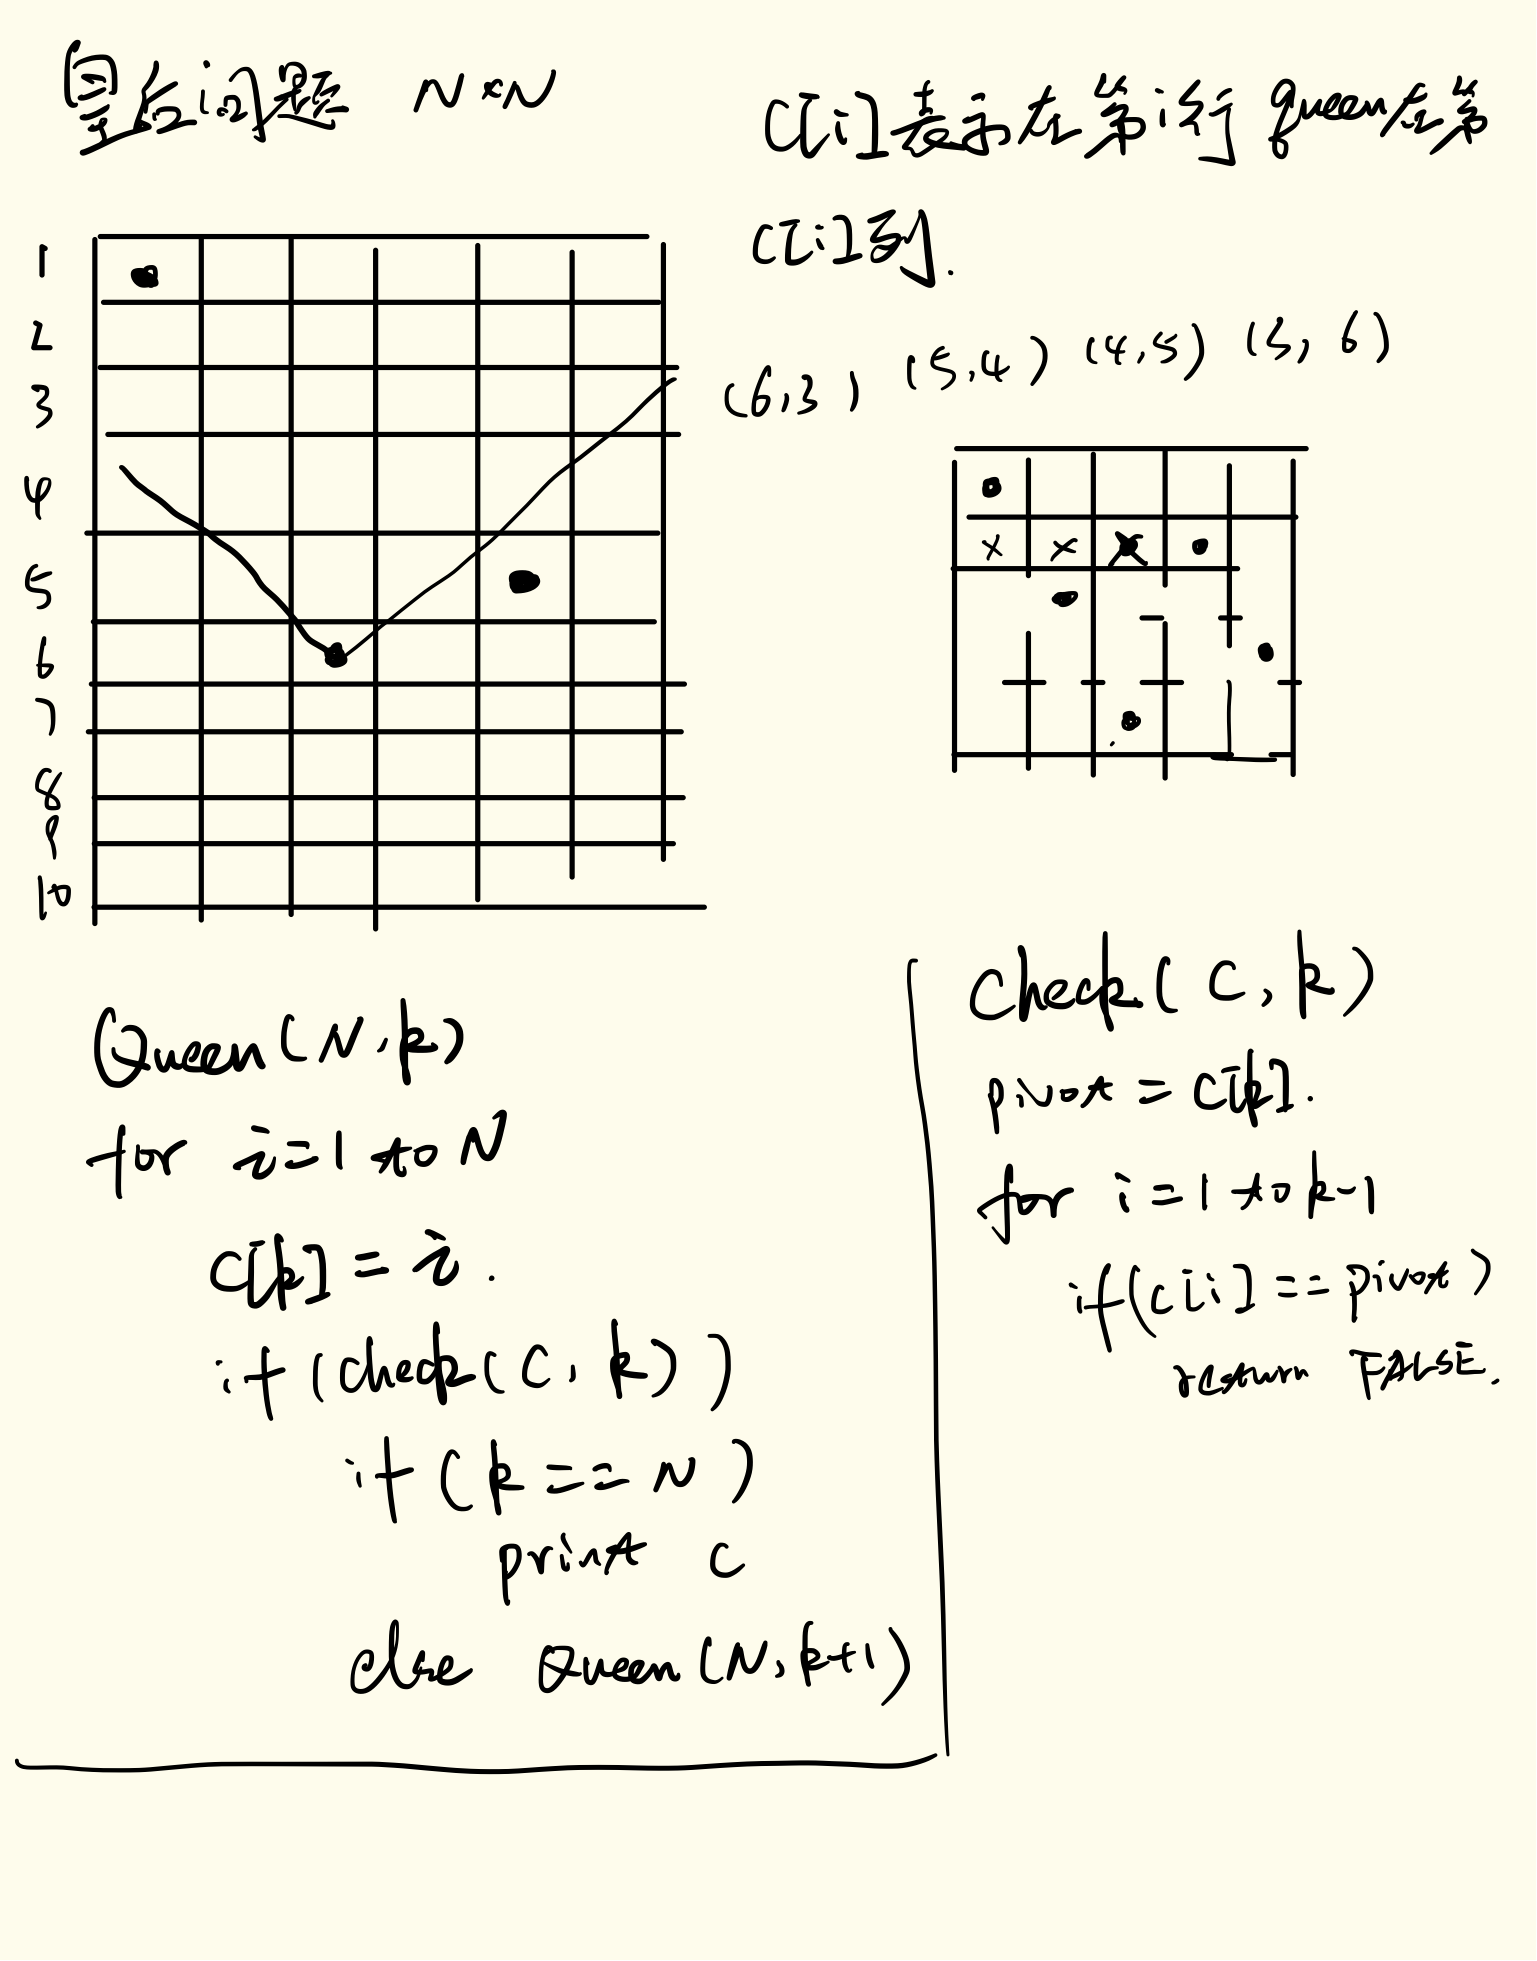 皇后问题 N×N
C[i]表示在第i行queen在第
C[i]列.
1
2
3
4
5
6
7
8
9
10
(6,3) (5,4) (4,5) (3,6)
Queen(N,k)
for i=1 to N
C[k]=i.
if(check(C,k))
if(k==N)
print C
else Queen(N,k+1)
Check(C,k)
pivot=C[k].
for i=1 to k-1
if(C[i]==pivot)
return FALSE.